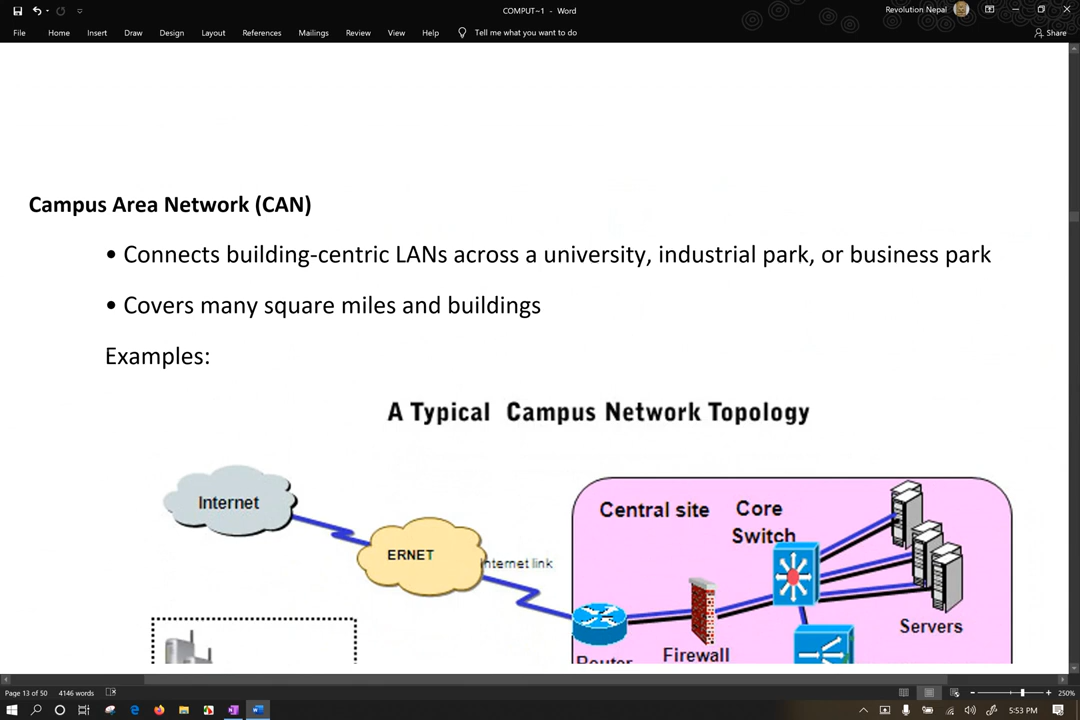 COMPUT~1 - Word
Revolution Nepal
File Home Insert Draw Design Layout References Mailings Review View Help Tell me what you want to do
Share
Campus Area Network (CAN)
• Connects building-centric LANs across a university, industrial park, or business park
• Covers many square miles and buildings
Examples:
A Typical Campus Network Topology
Internet
ERNET
Internet link
Central site
Core
Switch
Servers
Firewall
Router
Page 13 of 50 4146 words
250%
5:53 PM